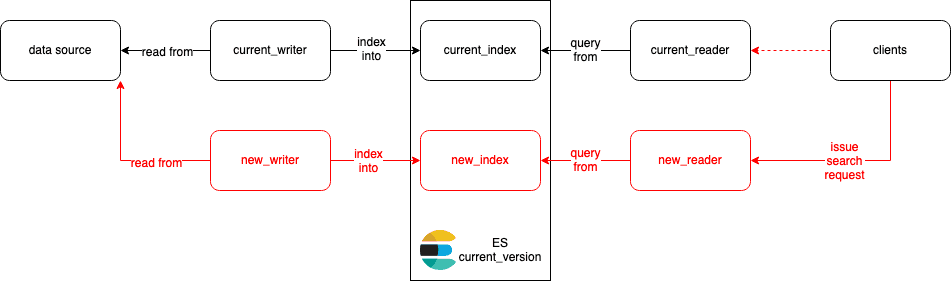 data source
read from
current_writer
index
into
current_index
query
from
current_reader
clients
read from
new_writer
index
into
new_index
query
from
new_reader
issue
search
request
ES
current_version